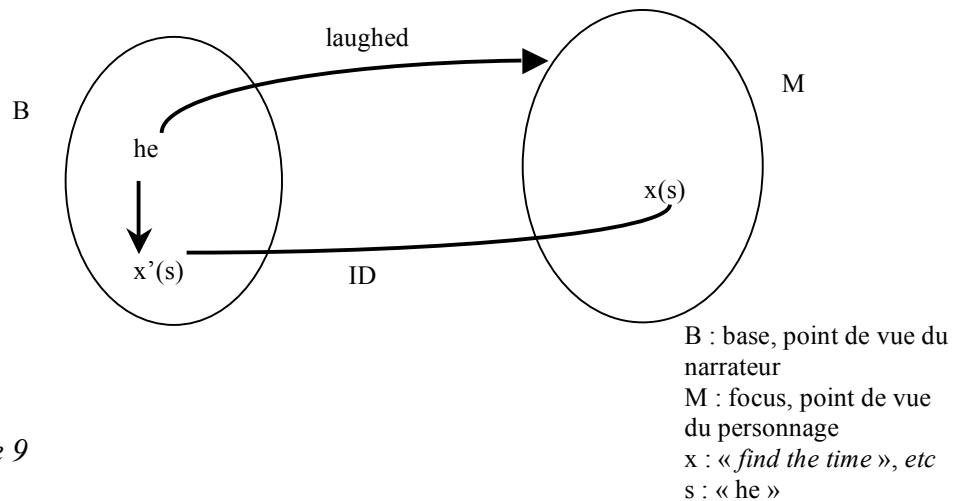 laughed
B
M
he
x(s)
x’(s)
ID
B : base, point de vue du
narrateur
M : focus, point de vue
du personnage
x : « find the time », etc
s : « he »
9